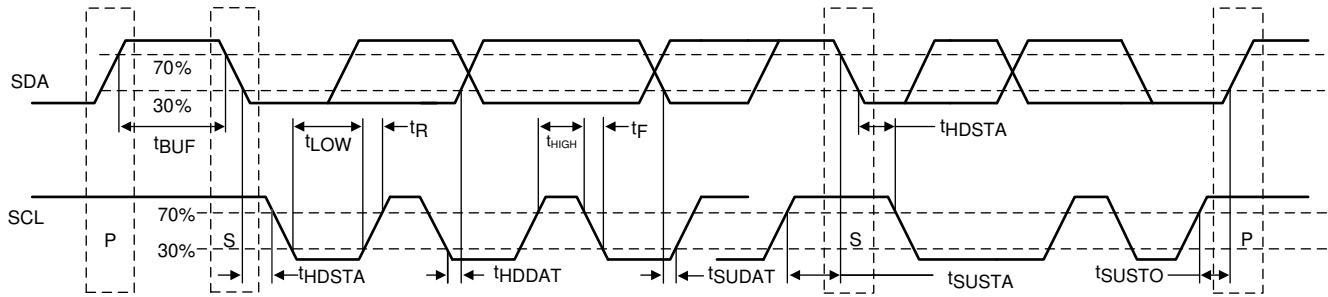 SDA
70%
30%
tBUF
tLOW
tR
tHIGH
tF
tHDSTA
SCL
70%
30%
P
S
S
P
tHDSTA
tHDDAT
tSUDAT
tSUSTA
tSUSTO